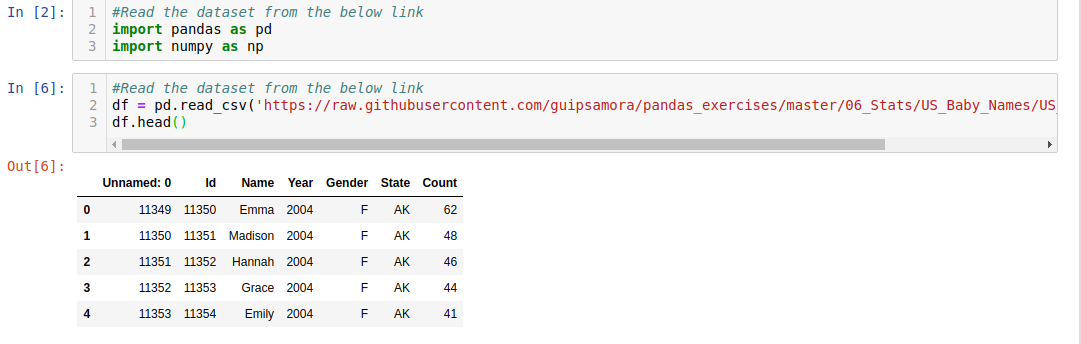 In [2]:
1 #Read the dataset from the below link
2 import pandas as pd
3 import numpy as np
In [6]:
1 #Read the dataset from the below link
2 df = pd.read_csv('https://raw.githubusercontent.com/guipsamora/pandas_exercises/master/06_Stats/US_Baby_Names/US_
3 df.head()
Out[6]:
Unnamed: 0 Id Name Year Gender State Count
0 11349 11350 Emma 2004 F AK 62
1 11350 11351 Madison 2004 F AK 48
2 11351 11352 Hannah 2004 F AK 46
3 11352 11353 Grace 2004 F AK 44
4 11353 11354 Emily 2004 F AK 41